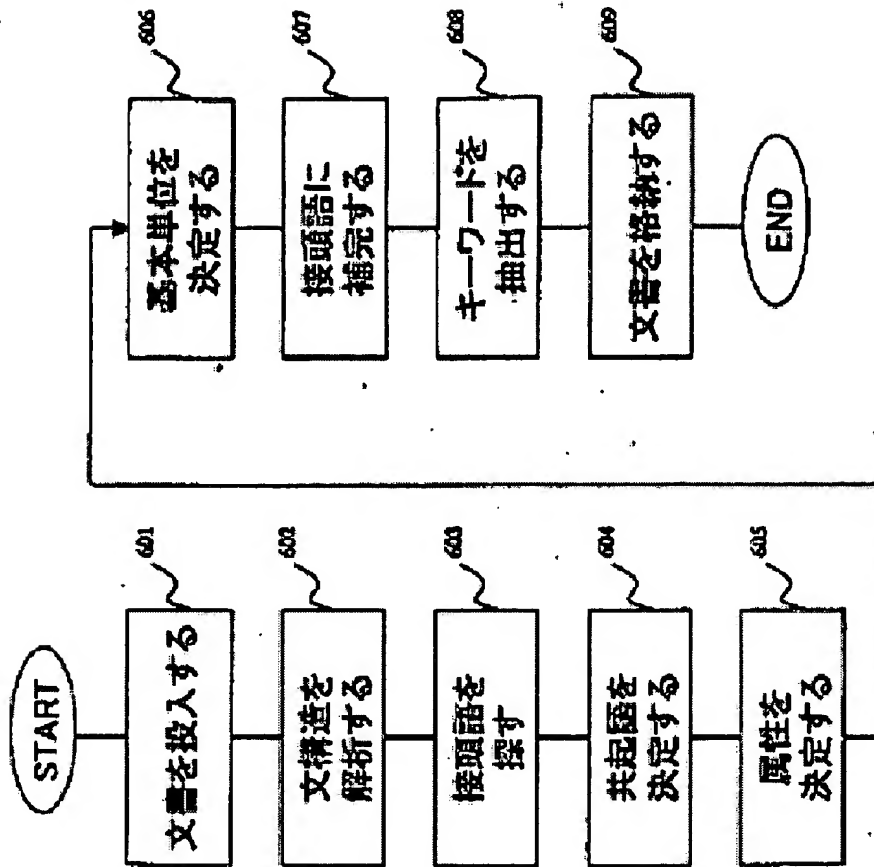 START
601
文書を投入する
602
文構造を
解析する
603
接頭語を
探す
604
共起語を
決定する
605
属性を
決定する
606
基本単位を
決定する
607
接頭語に
補完する
608
キーワードを
抽出する
609
文書を格納する
END